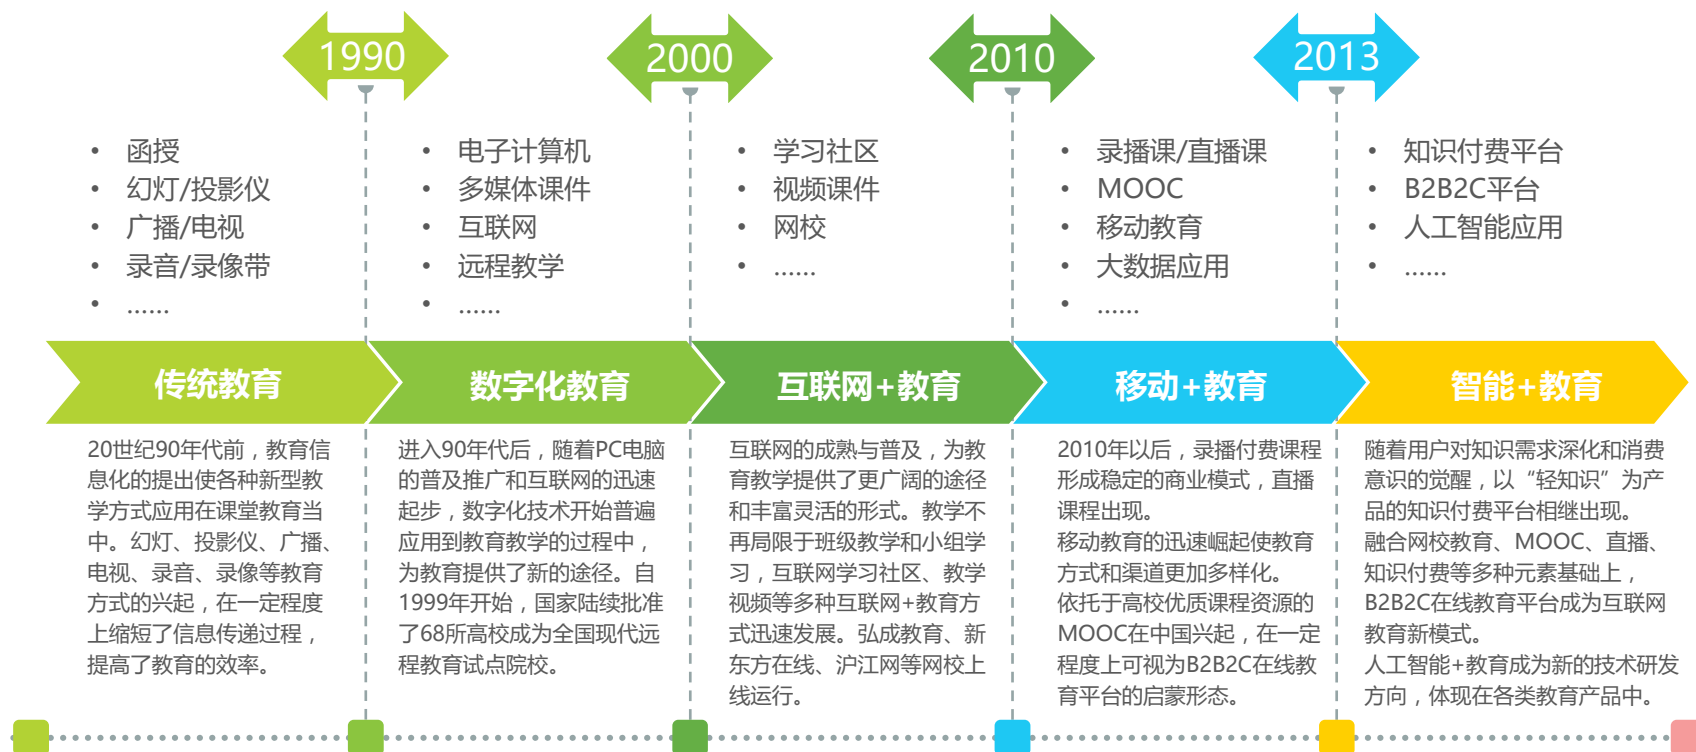 1990
2000
2010
2013
• 函授
• 幻灯/投影仪
• 广播/电视
• 录音/录像带
• ......
• 电子计算机
• 多媒体课件
• 互联网
• 远程教学
• ......
• 学习社区
• 视频课件
• 网校
• ......
• 录播课/直播课
• MOOC
• 移动教育
• 大数据应用
• ......
• 知识付费平台
• B2B2C平台
• 人工智能应用
• ......
传统教育
数字化教育
互联网+教育
移动+教育
智能+教育
20世纪90年代前，教育信
息化的提出使各种新型教
学方式应用在课堂教育当
中。幻灯、投影仪、广播、
电视、录音、录像等教育
方式的兴起，在一定程度
上缩短了信息传递过程，
提高了教育的效率。
进入90年代后，随着PC电脑
的普及推广和互联网的迅速
起步，数字化技术开始普遍
应用到教育教学的过程中，
为教育提供了新的途径。自
1999年开始，国家陆续批准
了68所高校成为全国现代远
程教育试点院校。
互联网的成熟与普及，为教
育教学提供了更广阔的途径
和丰富灵活的形式。教学不
再局限于班级教学和小组学
习，互联网学习社区、教学
视频等多种互联网+教育方
式迅速发展。弘成教育、新
东方在线、沪江网等网校上
线运行。
2010年以后，录播付费课程
形成稳定的商业模式，直播
课程出现。
移动教育的迅速崛起使教育
方式和渠道更加多样化。
依托于高校优质课程资源的
MOOC在中国兴起，在一定
程度上可视为B2B2C在线教
育平台的启蒙形态。
随着用户对知识需求深化和消费
意识的觉醒，以“轻知识”为产
品的知识付费平台相继出现。
融合网校教育、MOOC、直播、
知识付费等多种元素基础上，
B2B2C在线教育平台成为互联网
教育新模式。
人工智能+教育成为新的技术研发
方向，体现在各类教育产品中。